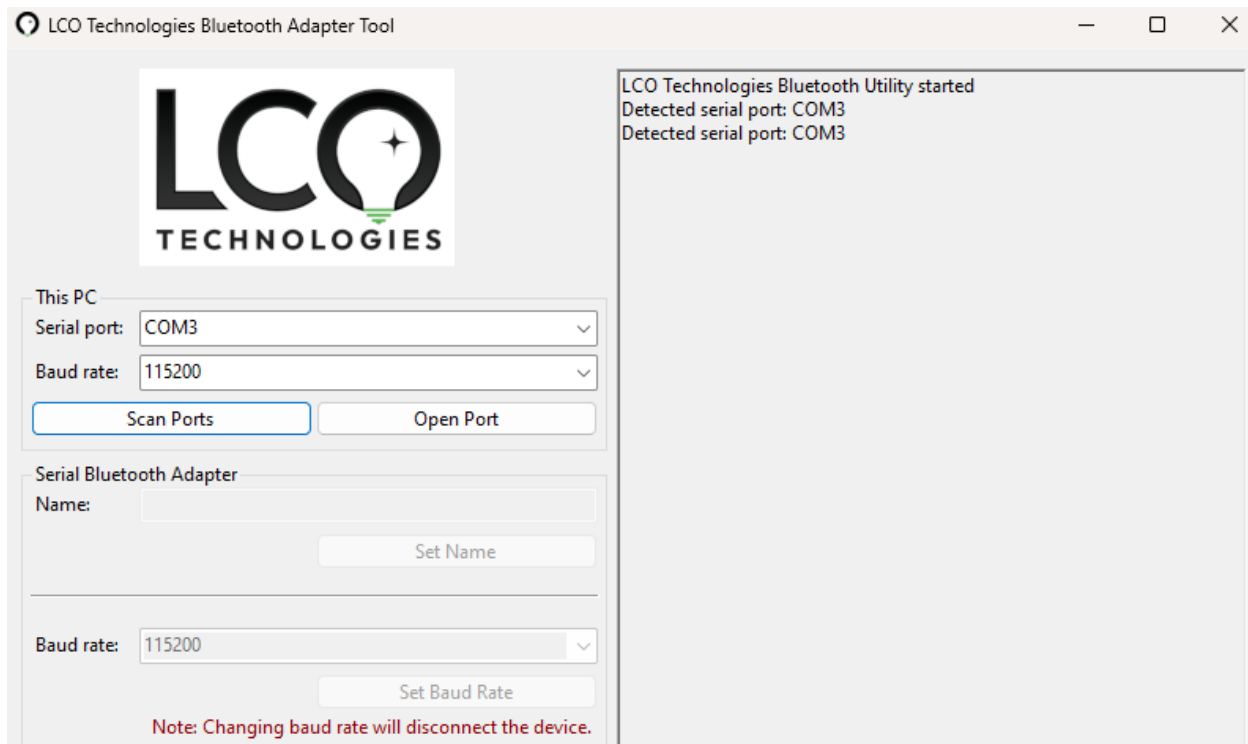 LCO Technologies Bluetooth Adapter Tool
LCO
TECHNOLOGIES
This PC
Serial port: COM3
Baud rate: 115200
Scan Ports Open Port
Serial Bluetooth Adapter
Name:
Set Name
Baud rate: 115200
Set Baud Rate
Note: Changing baud rate will disconnect the device.
LCO Technologies Bluetooth Utility started
Detected serial port: COM3
Detected serial port: COM3